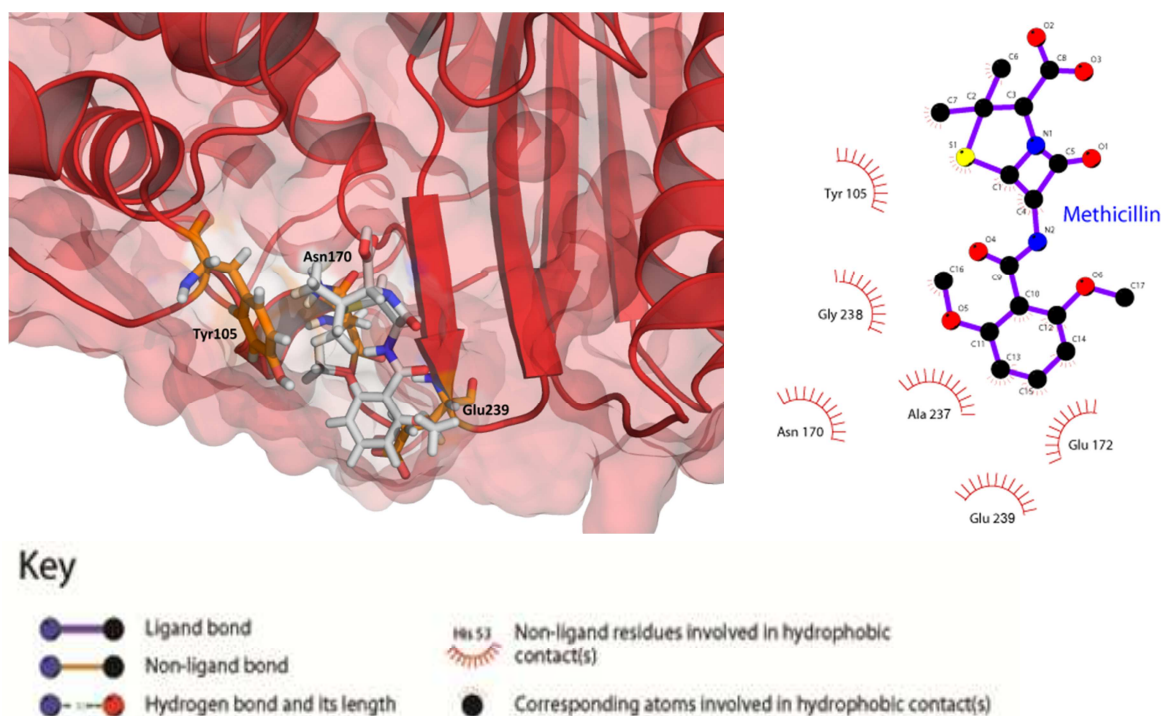 Asn170
Tyr105
Glu239
O2
C6
C8
O3
C7
C2
C3
N1
S1
C5
O1
C1
C4
Tyr 105
Methicillin
N2
O4
C9
C16
O6
C17
C10
Gly 238
O5
C12
C11
C14
C13
C15
Ala 237
Asn 170
Glu 172
Glu 239
Key
Ligand bond
Non-ligand bond
Hydrogen bond and its length
His 53
Non-ligand residues involved in hydrophobic
contact(s)
Corresponding atoms involved in hydrophobic contact(s)